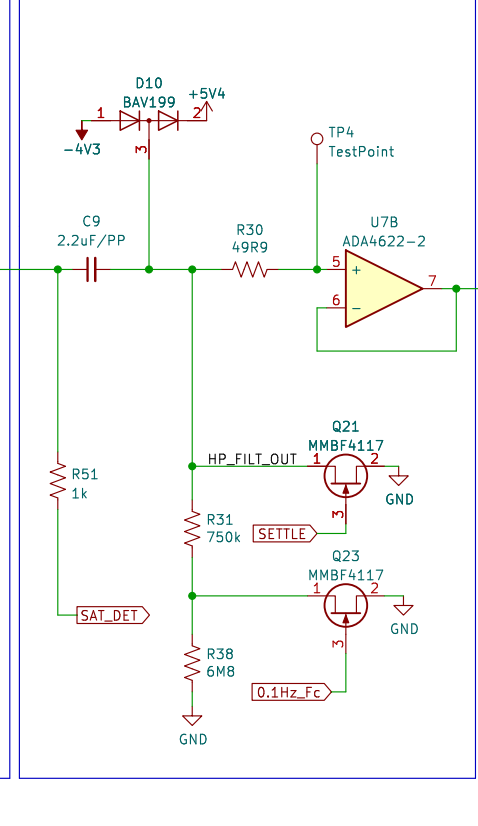 D10
BAV199
+5V4
1
2
-4V3
3
TP4
TestPoint
C9
2.2uF/PP
R30
49R9
U7B
ADA4622-2
5
+
7
6
-
Q21
MMBF4117
HP_FILT_OUT
1
2
R51
1k
GND
R31
750k
3
SETTLE
Q23
MMBF4117
1
2
SAT_DET
GND
R38
6M8
3
0.1Hz_Fc
GND